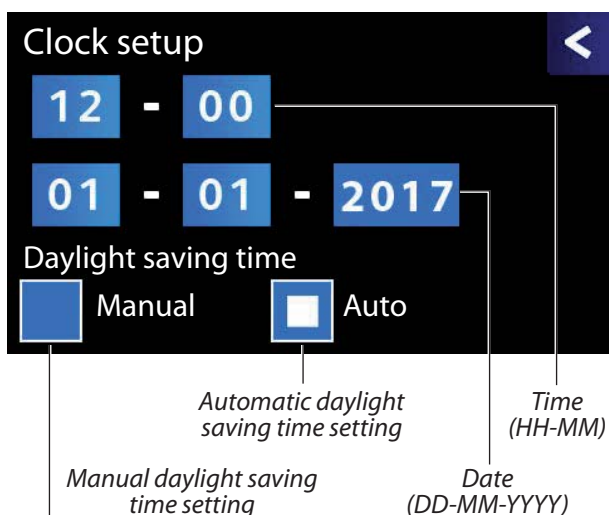 Clock setup
12 - 00
01 - 01 - 2017
Daylight saving time
Manual Auto
Automatic daylight
saving time setting
Time
(HH-MM)
Manual daylight saving
time setting
Date
(DD-MM-YYYY)